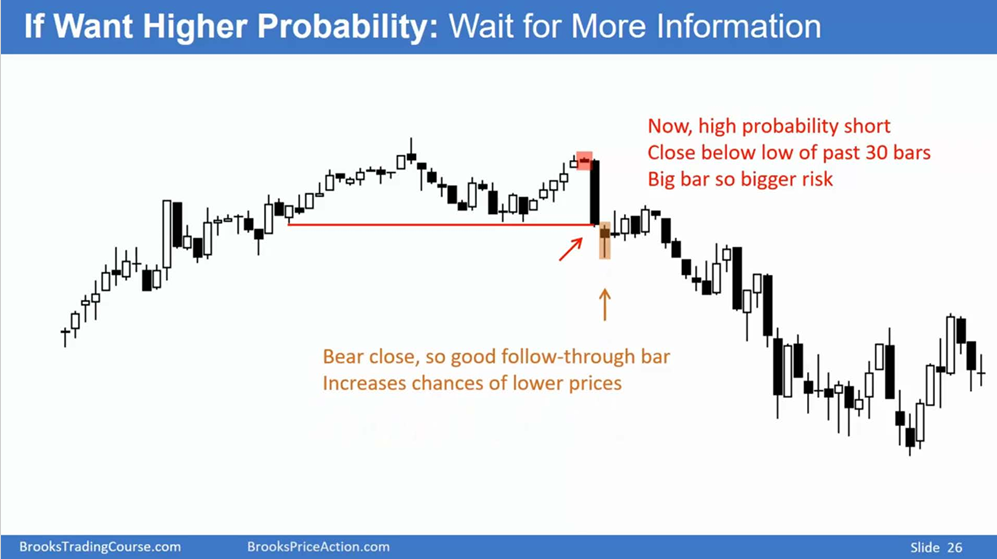 If Want Higher Probability: Wait for More Information
Now, high probability short
Close below low of past 30 bars
Big bar so bigger risk
Bear close, so good follow-through bar
Increases chances of lower prices
BrooksTradingCourse.com
BrooksPriceAction.com
Slide 26